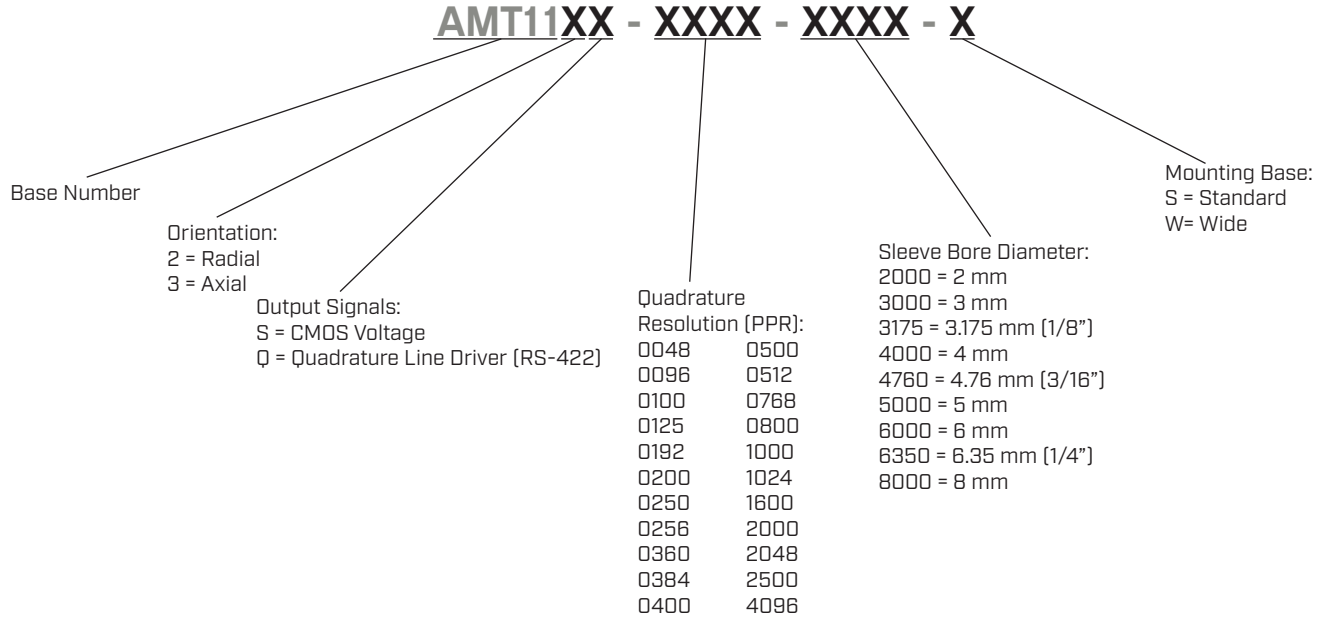 AMT11XX - XXXX - XXXX - X
Base Number
Orientation:
2 = Radial
3 = Axial
Output Signals:
S = CMOS Voltage
Q = Quadrature Line Driver (RS-422)
Quadrature
Resolution (PPR):
0048 0500
0096 0512
0100 0768
0125 0800
0192 1000
0200 1024
0250 1600
0256 2000
0360 2048
0384 2500
0400 4096
Sleeve Bore Diameter:
2000 = 2 mm
3000 = 3 mm
3175 = 3.175 mm (1/8”)
4000 = 4 mm
4760 = 4.76 mm (3/16”)
5000 = 5 mm
6000 = 6 mm
6350 = 6.35 mm (1/4”)
8000 = 8 mm
Mounting Base:
S = Standard
W= Wide